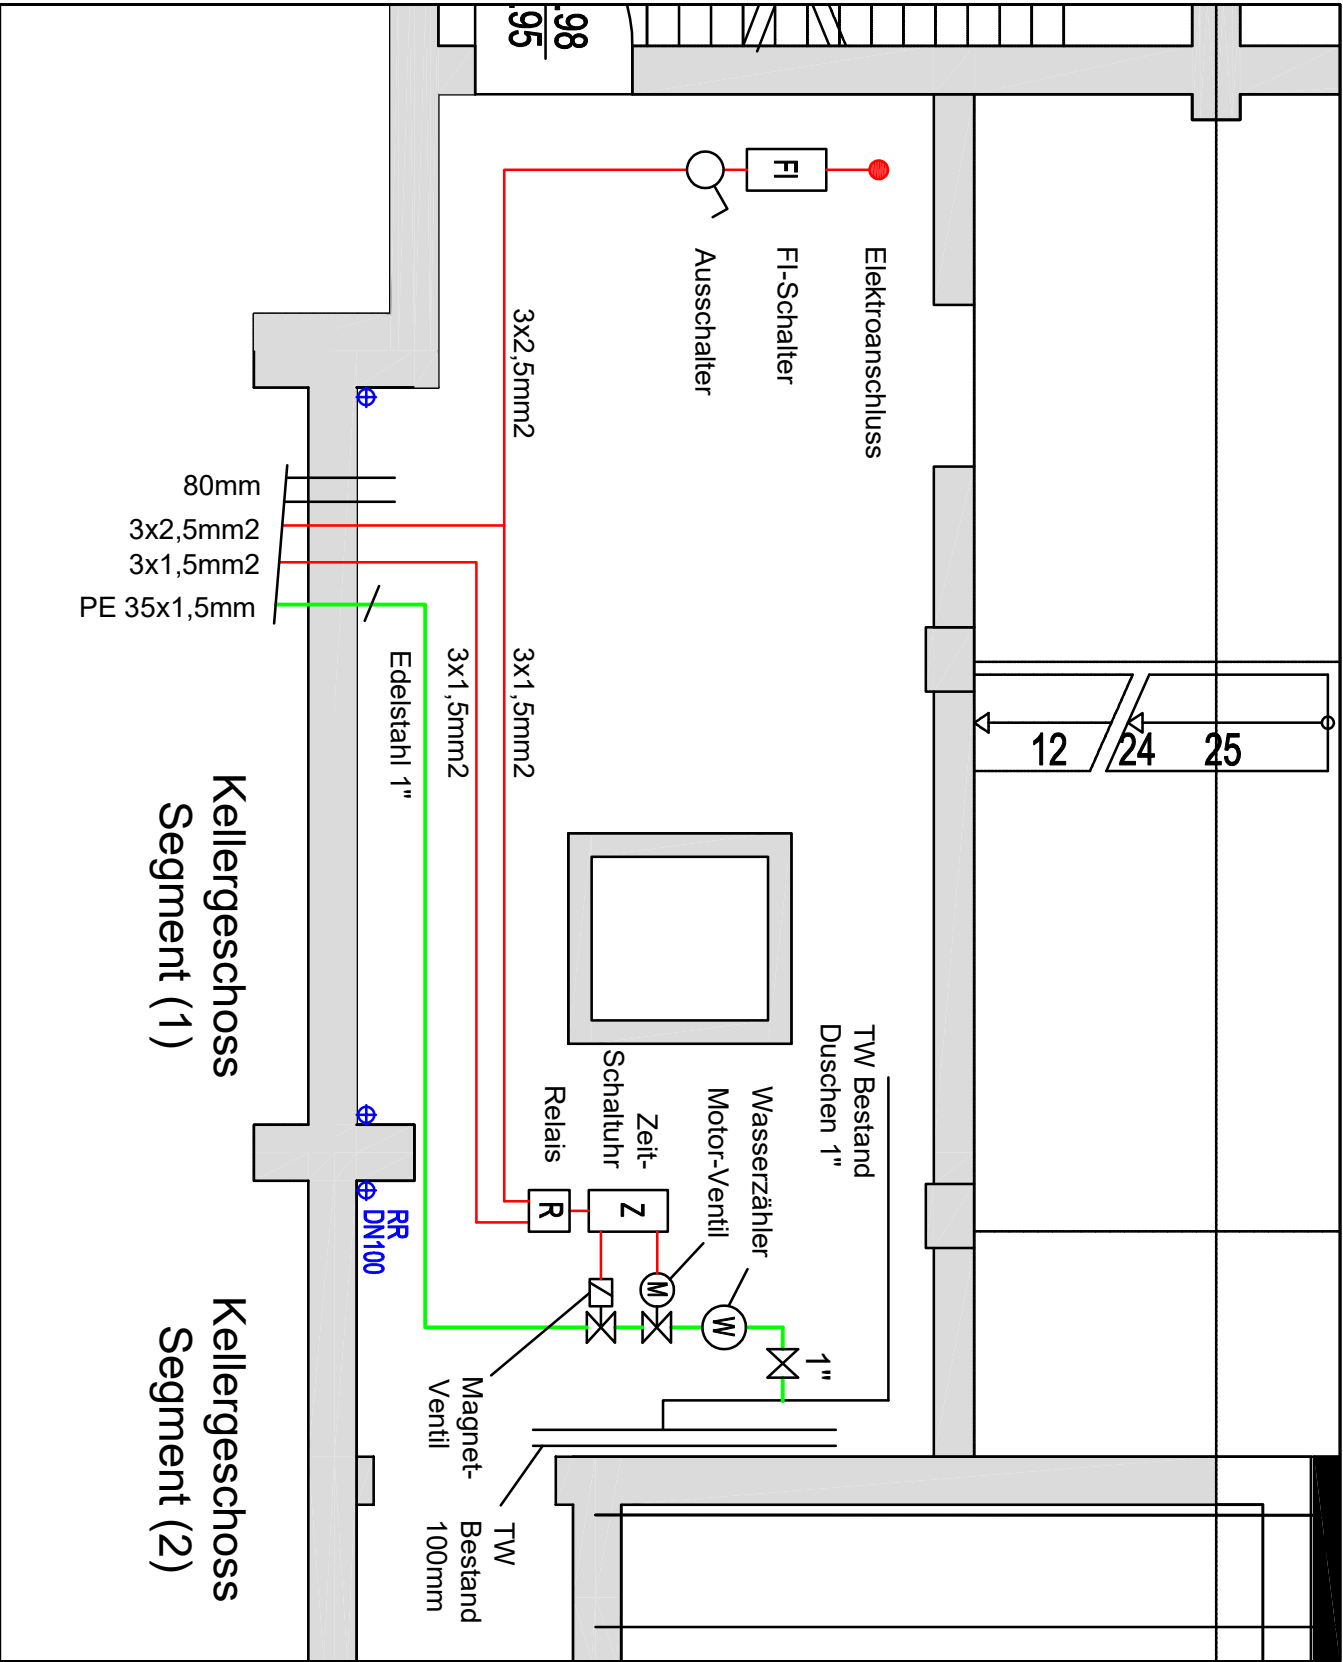 .98
.95
FI
Elektroanschluss
FI-Schalter
Ausschalter
3x2,5mm2
80mm
3x2,5mm2
3x1,5mm2
PE 35x1,5mm
3x1,5mm2
3x1,5mm2
Edelstahl 1"
12
24
25
Kellergeschoss
Segment (1)
TW Bestand
Duschen 1"
Wasserzähler
Motor-Ventil
Zeit-
Schaltuhr
Relais
R
Z
M
W
1"
RR
DN100
Magnet-
Ventil
TW
Bestand
100mm
Kellergeschoss
Segment (2)